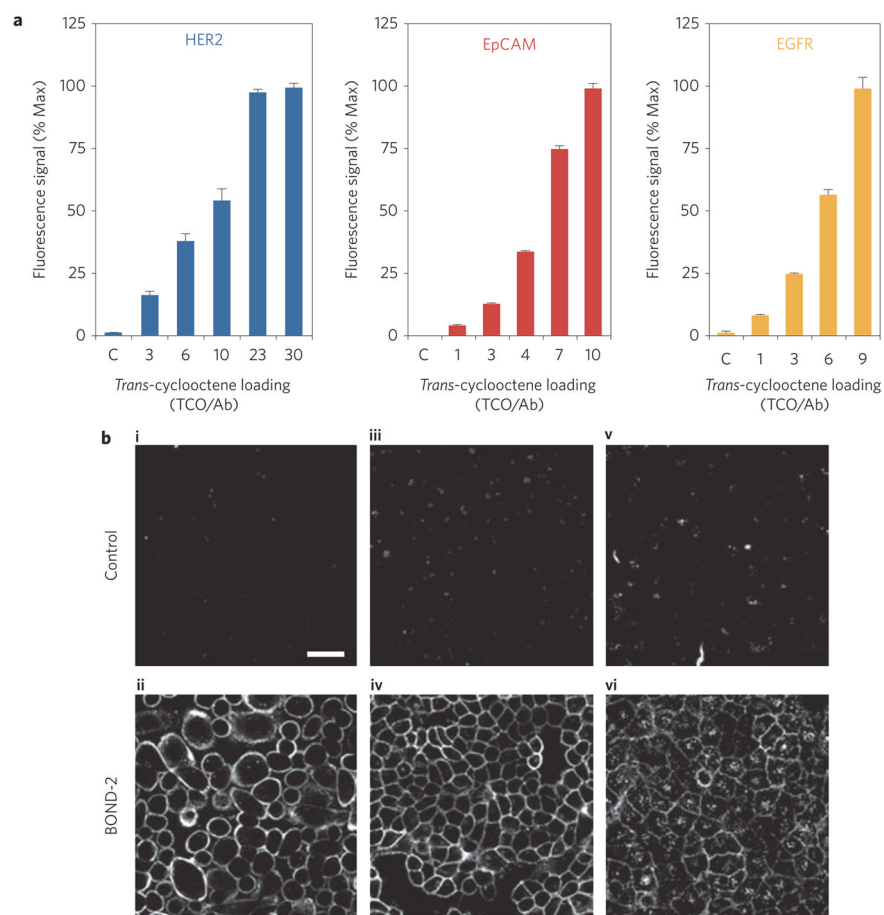 a
HER2
Fluorescence signal (% Max)
125
100
75
50
25
0
C 3 6 10 23 30
Trans-cyclooctene loading
(TCO/Ab)
EpCAM
Fluorescence signal (% Max)
125
100
75
50
25
0
C 1 3 4 7 10
Trans-cyclooctene loading
(TCO/Ab)
EGFR
Fluorescence signal (% Max)
125
100
75
50
25
0
C 1 3 6 9
Trans-cyclooctene loading
(TCO/Ab)
b
i iii v
Control
ii iv vi
BOND-2